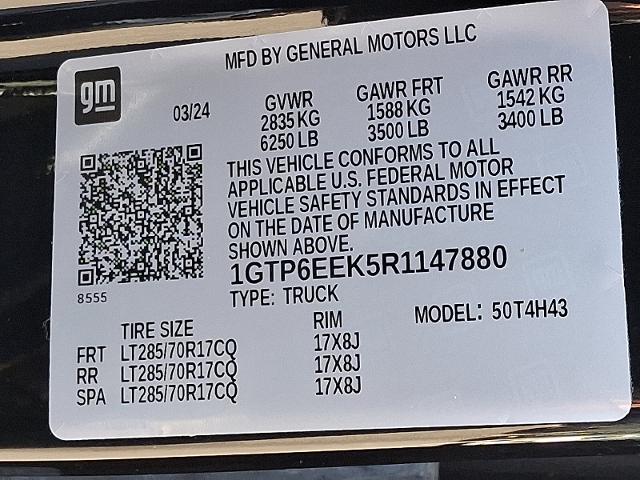 MFD BY GENERAL MOTORS LLC
gm
03/24
GVWR GAWR FRT GAWR RR
2835 KG 1588 KG 1542 KG
6250 LB 3500 LB 3400 LB
THIS VEHICLE CONFORMS TO ALL
APPLICABLE U.S. FEDERAL MOTOR
VEHICLE SAFETY STANDARDS IN EFFECT
ON THE DATE OF MANUFACTURE
SHOWN ABOVE.
1GTP6EEK5R1147880
8555
TYPE: TRUCK
MODEL: 50T4H43
TIRE SIZE RIM
FRT LT285/70R17CQ 17X8J
RR LT285/70R17CQ 17X8J
SPA LT285/70R17CQ 17X8J